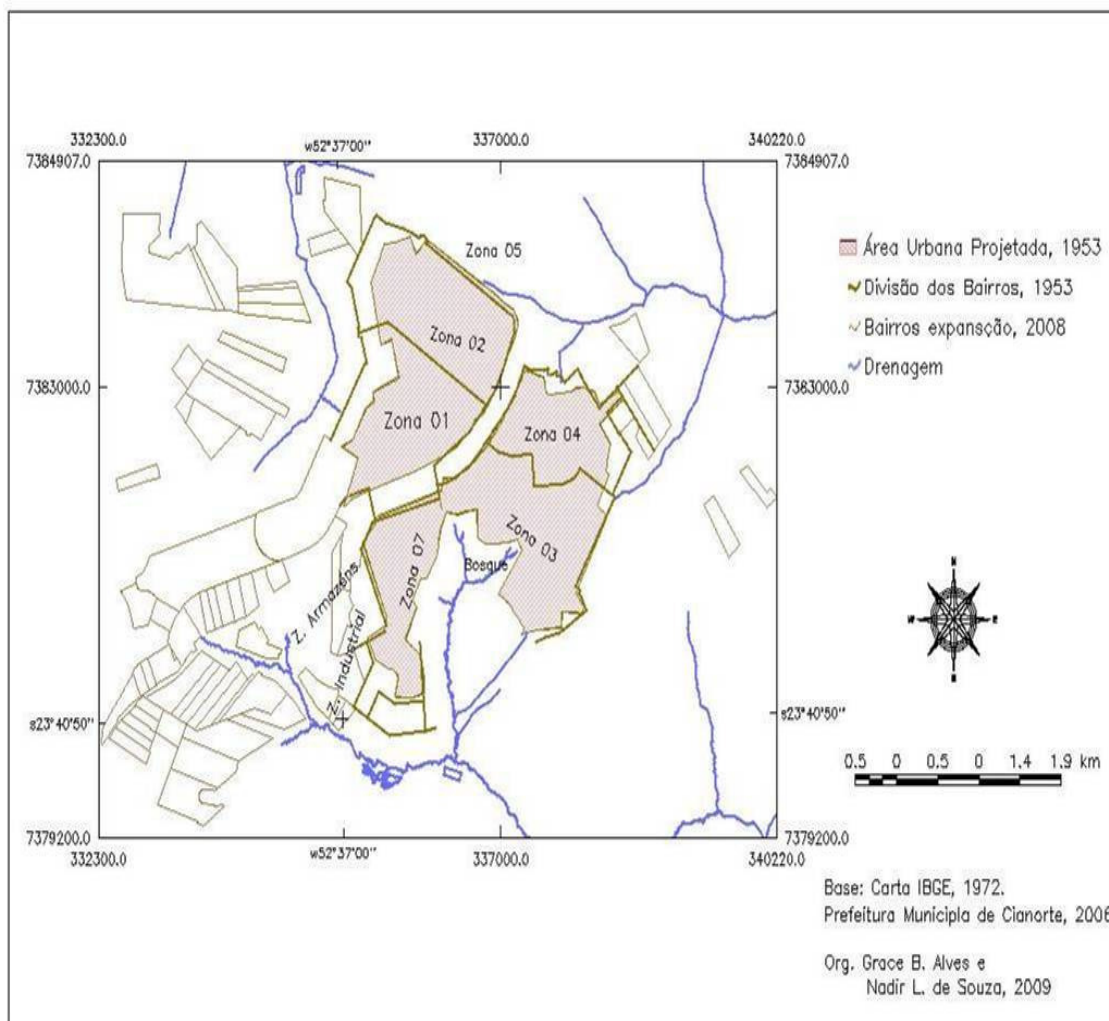 332300.0
w52°37'00''
337000.0
340220.0
7384907.0
7384907.0
Zona 05
Área Urbana Projetada, 1953
Divisão dos Bairros, 1953
Bairros expansção, 2008
Drenagem
Zona 02
7383000.0
7383000.0
Zona 01
Zona 04
Zona 03
Zona 07
Bosque
Z. Armazens
Z. Industrial
N
W
E
S
s23°40'50''
s23°40'50''
0.5 0 0.5 0 1.4 1.9 km
7379200.0
7379200.0
332300.0
w52°37'00''
337000.0
340220.0
Base: Carta IBGE, 1972.
Prefeitura Municipla de Cianorte, 2006
Org. Grace B. Alves e
Nadir L. de Souza, 2009